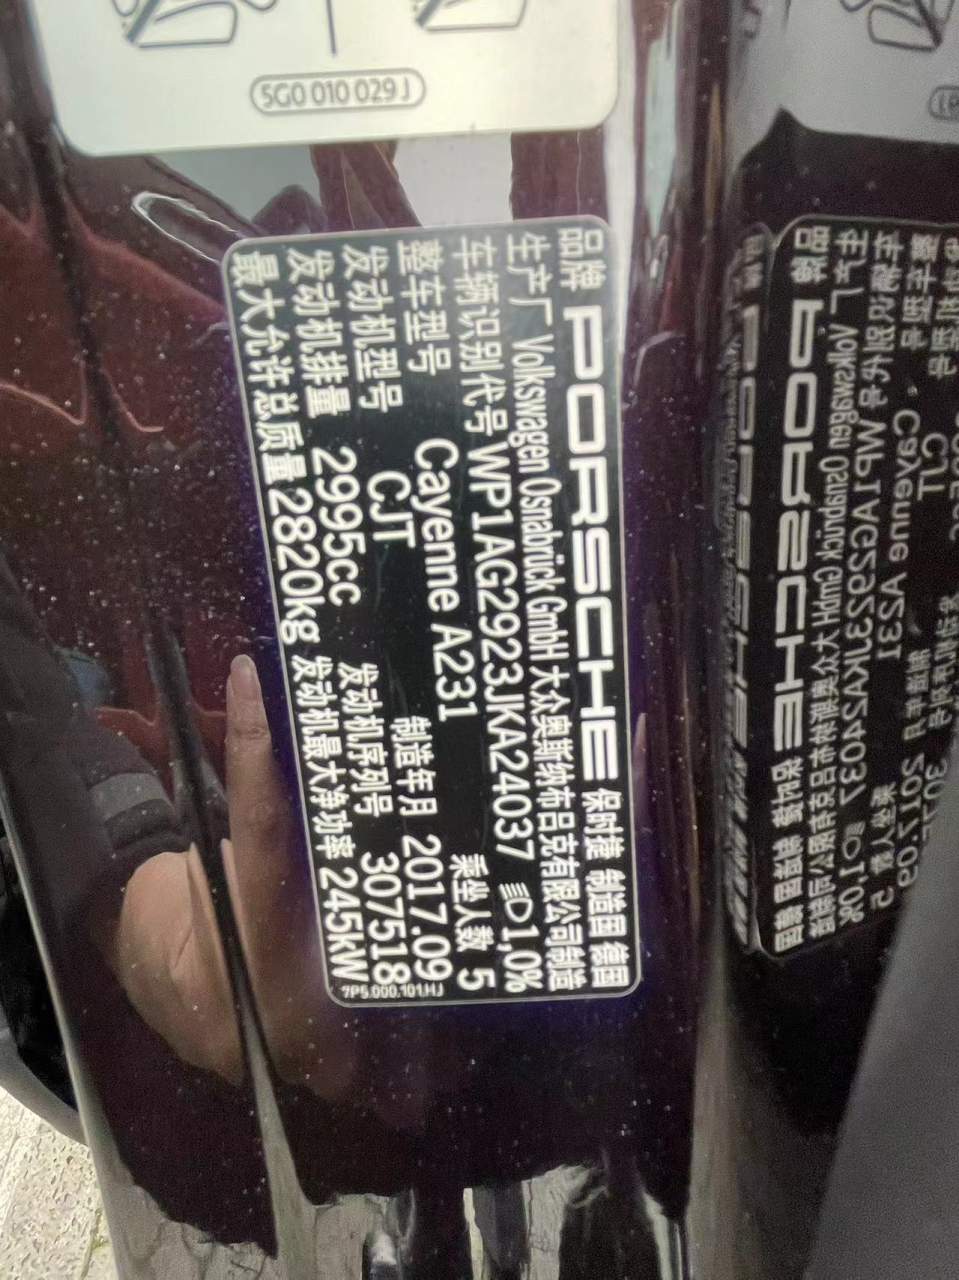 5G0 010 029 J
品牌 PORSCHE 保时捷 制造国 德国
生产厂 Volkswagen Osnabrück GmbH 大众奥斯纳布吕克有限公司制造
车辆识别代号 WP1AG2923JKA24037 1,0%
整车型号 Cayenne A231 乘坐人数 5
发动机型号 CJT 制造年月 2017.09
发动机排量 2995cc 发动机序列号 307518
最大允许总质量 2820kg 发动机最大净功率 245kW
7P5.000.101.HJ